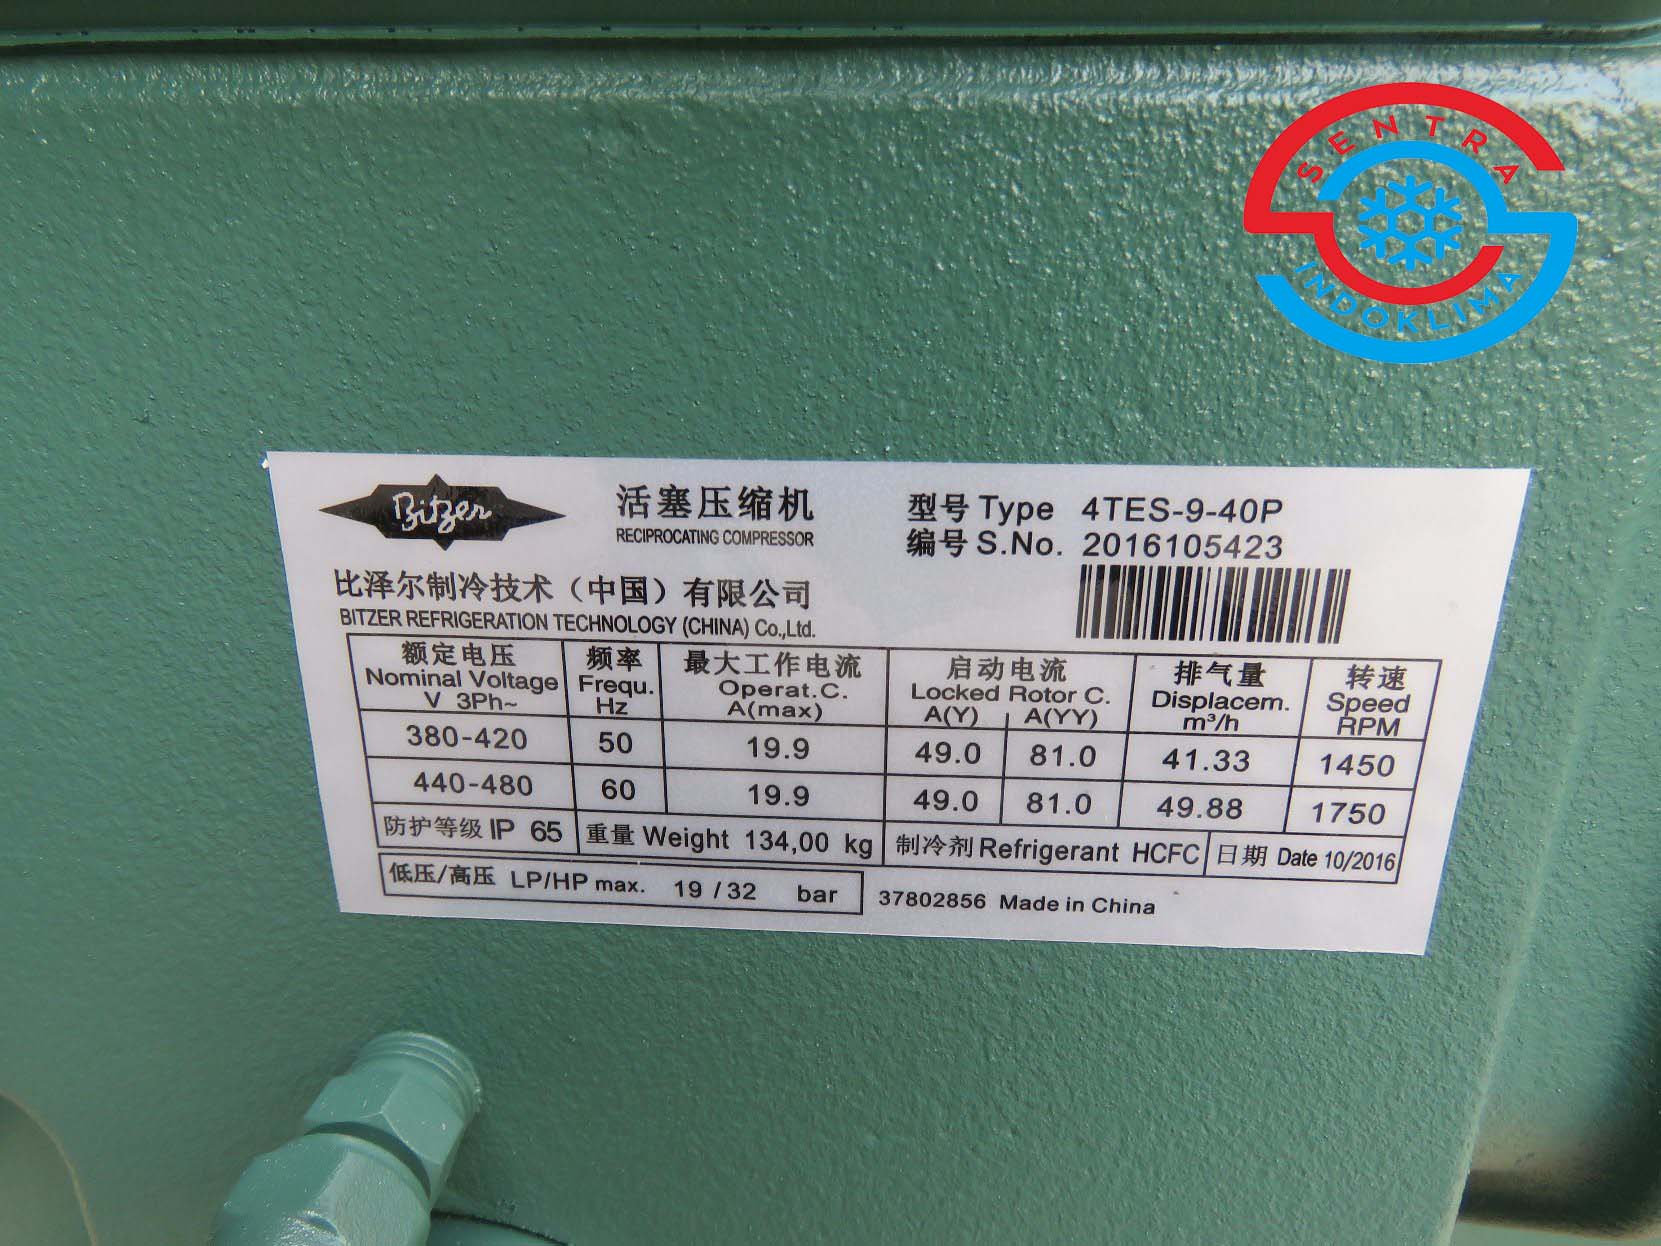 SENTRA
INDOKLIMA
Bitzer
活塞压缩机
RECIPROCATING COMPRESSOR
型号 Type 4TES-9-40P
编号 S.No. 2016105423
比泽尔制冷技术（中国）有限公司
BITZER REFRIGERATION TECHNOLOGY (CHINA) Co.,Ltd.
额定电压 频率 最大工作电流 启动电流 排气量 转速
Nominal Voltage Frequ. Operat.C. Locked Rotor C. Displacem. Speed
V 3Ph~ Hz A(max) A(Y) A(YY) m³/h RPM
380-420 50 19.9 49.0 81.0 41.33 1450
440-480 60 19.9 49.0 81.0 49.88 1750
防护等级 IP 65 重量 Weight 134,00 kg 制冷剂 Refrigerant HCFC 日期 Date 10/2016
低压/高压 LP/HP max. 19 / 32 bar 37802856 Made in China